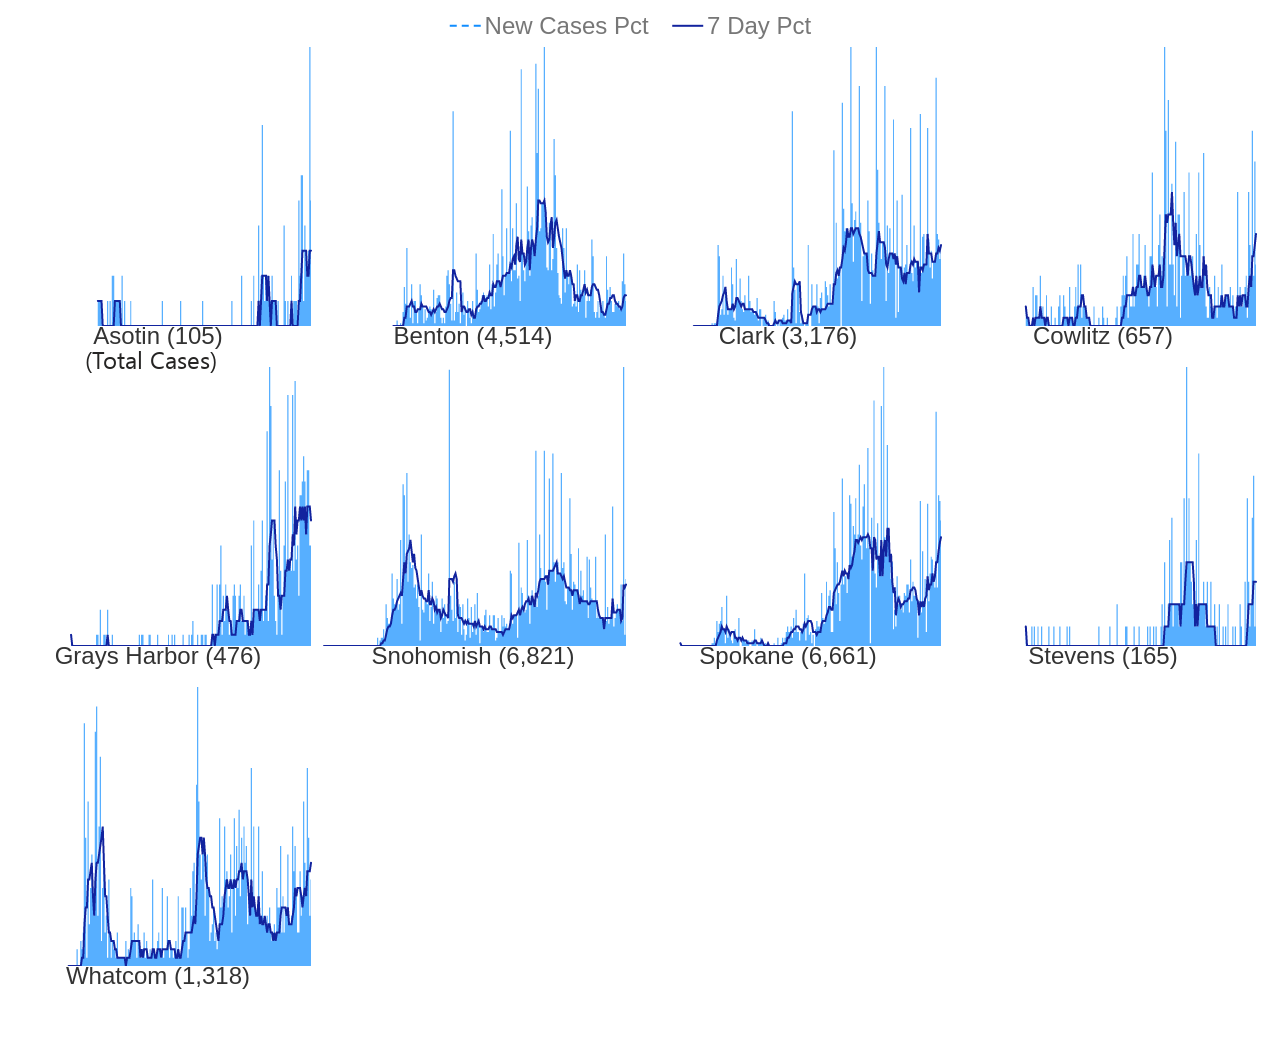 New Cases Pct 7 Day Pct
Asotin (105) Benton (4,514) Clark (3,176) Cowlitz (657)
(Total Cases)
Grays Harbor (476) Snohomish (6,821) Spokane (6,661) Stevens (165)
Whatcom (1,318)